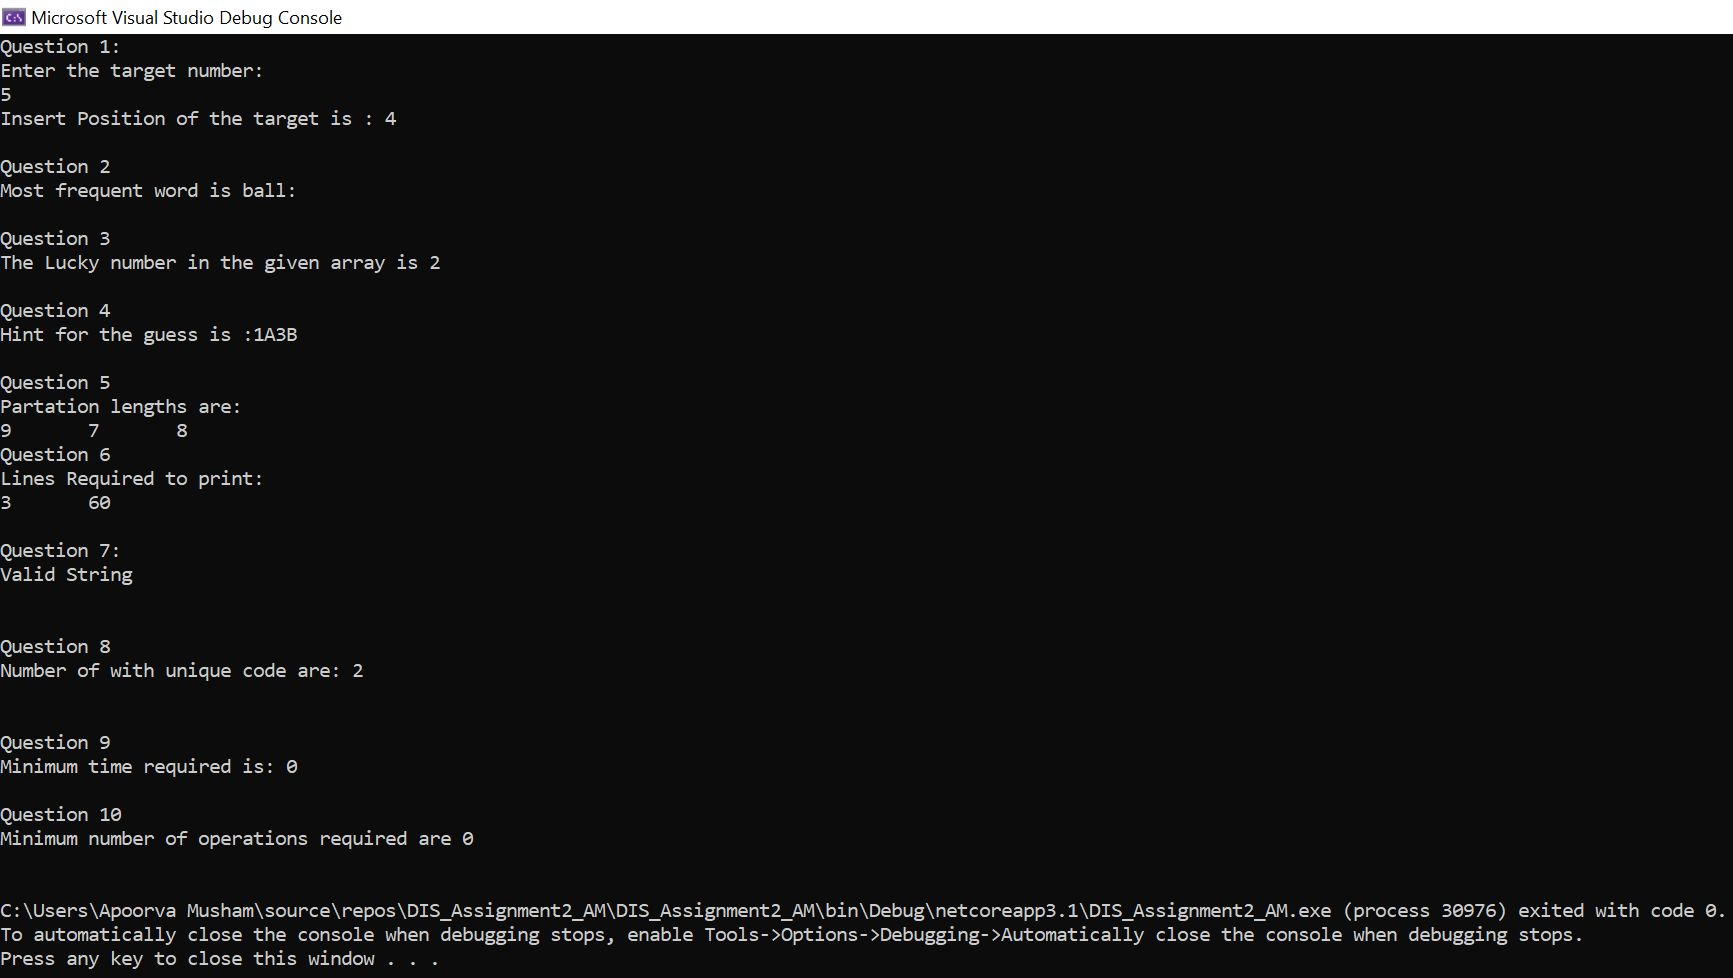 Microsoft Visual Studio Debug Console
Question 1:
Enter the target number:
5
Insert Position of the target is : 4
Question 2
Most frequent word is ball:
Question 3
The Lucky number in the given array is 2
Question 4
Hint for the guess is :1A3B
Question 5
Partation lengths are:
9       7       8
Question 6
Lines Required to print:
3       60
Question 7:
Valid String
Question 8
Number of with unique code are: 2
Question 9
Minimum time required is: 0
Question 10
Minimum number of operations required are 0
C:\Users\Apoorva Musham\source\repos\DIS_Assignment2_AM\DIS_Assignment2_AM\bin\Debug\netcoreapp3.1\DIS_Assignment2_AM.exe (process 30976) exited with code 0.
To automatically close the console when debugging stops, enable Tools->Options->Debugging->Automatically close the console when debugging stops.
Press any key to close this window . . .